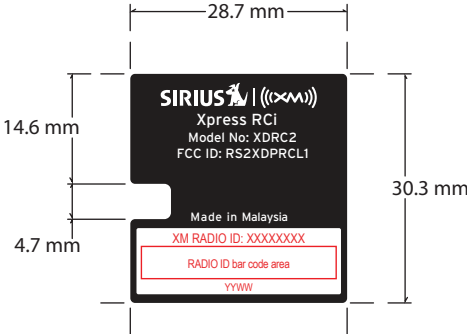 28.7 mm
SIRIUS | ((XM))
Xpress RCi
14.6 mm
Model No: XDRC2
FCC ID: RS2XDPRCL1
30.3 mm
Made in Malaysia
4.7 mm
XM RADIO ID: XXXXXXXX
RADIO ID bar code area
YYWW